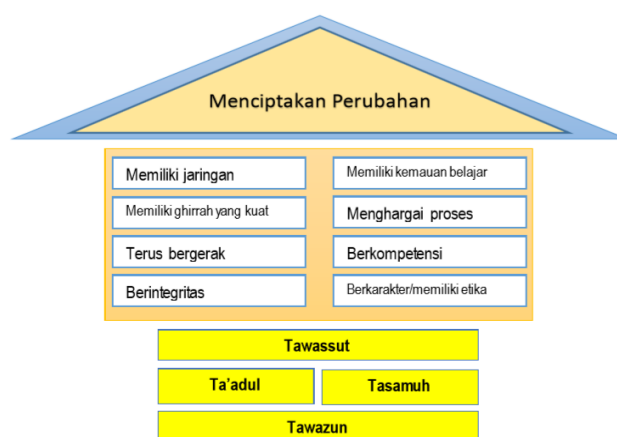 Menciptakan Perubahan
Memiliki jaringan
Memiliki kemauan belajar
Memiliki ghirrah yang kuat
Menghargai proses
Terus bergerak
Berkompetensi
Berintegritas
Berkarakter/memiliki etika
Tawassut
Ta'adul
Tasamuh
Tawazun